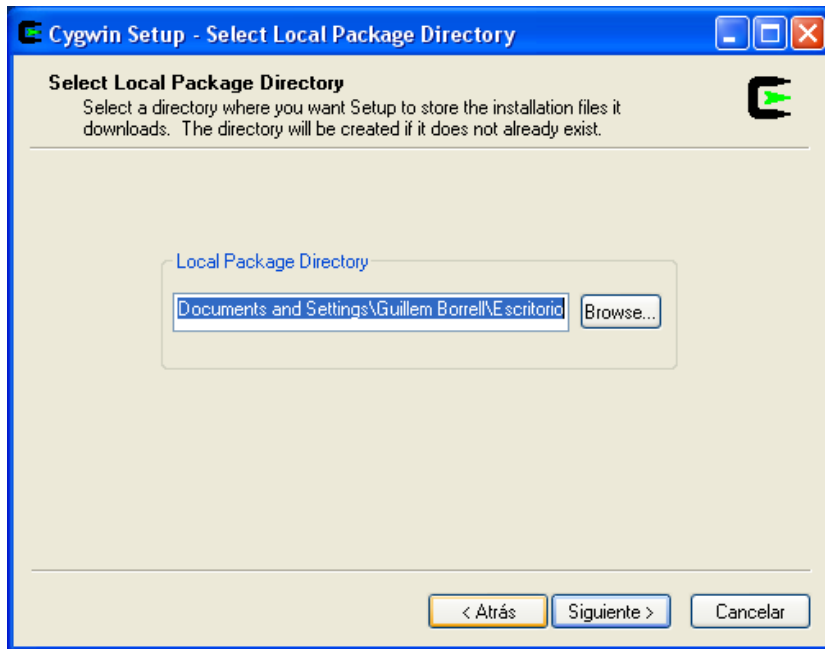 Cygwin Setup - Select Local Package Directory
Select Local Package Directory
Select a directory where you want Setup to store the installation files it
downloads. The directory will be created if it does not already exist.
Local Package Directory
Documents and Settings\Guillem Borrell\Escritorio
Browse...
< Atrás
Siguiente >
Cancelar